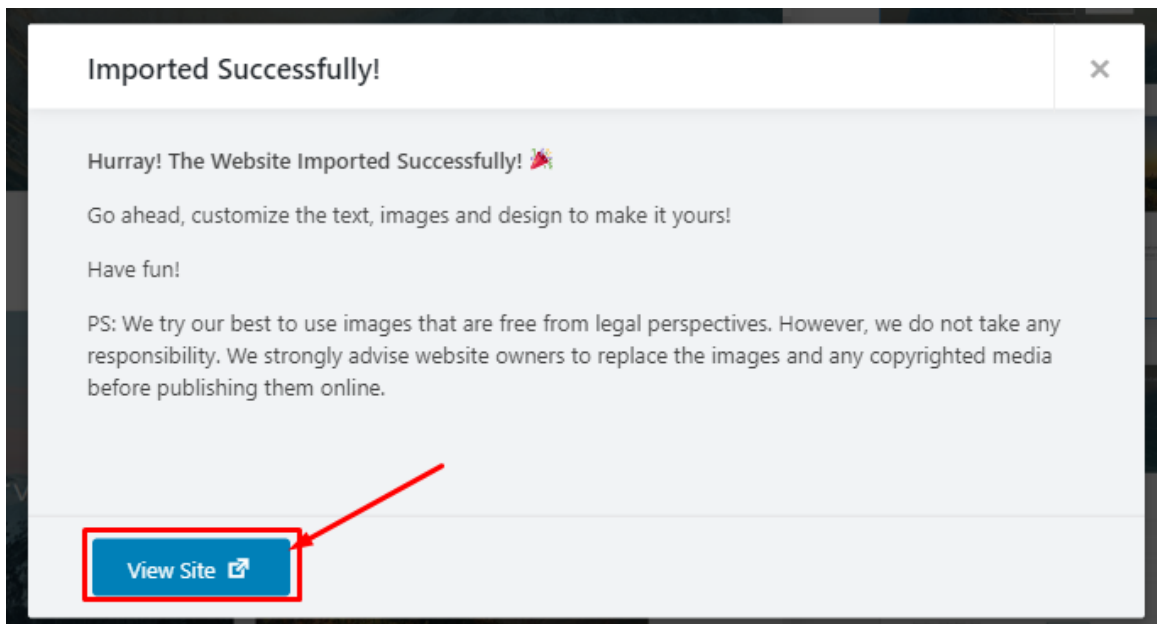 Imported Successfully!
Hurray! The Website Imported Successfully! 🎉
Go ahead, customize the text, images and design to make it yours!
Have fun!
PS: We try our best to use images that are free from legal perspectives. However, we do not take any
responsibility. We strongly advise website owners to replace the images and any copyrighted media
before publishing them online.
View Site